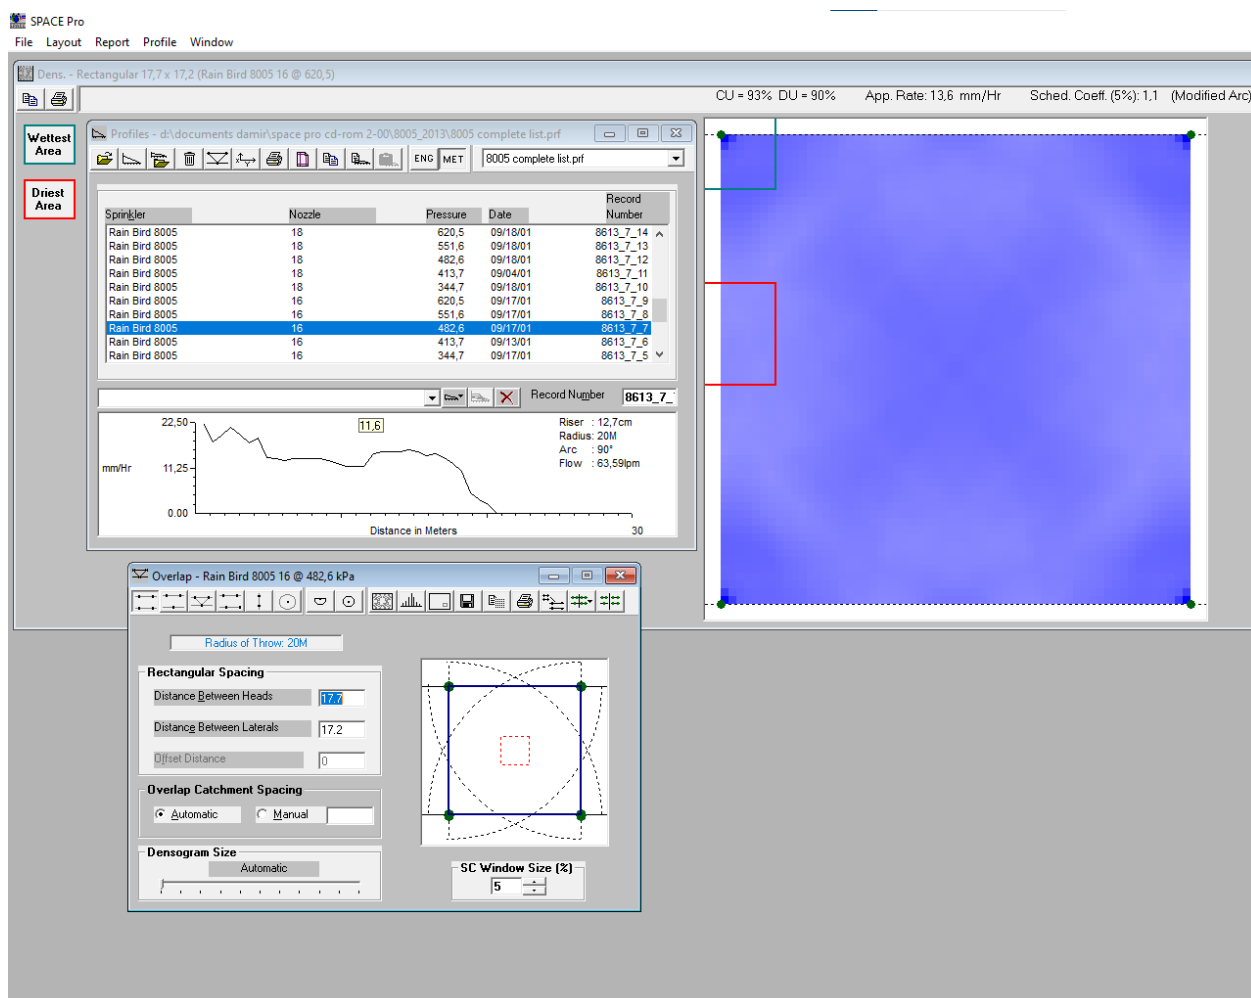 SPACE Pro
File Layout Report Profile Window
Dens. - Rectangular 17,7 x 17,2 (Rain Bird 8005 16 @ 620,5)
CU = 93% DU = 90% App. Rate: 13,6 mm/Hr Sched. Coeff. (5%): 1,1 (Modified Arc)
Wettest
Area
Driest
Area
Profiles - d:\documents damir\space pro cd-rom 2-00\8005_2013\8005 complete list.prf
ENG MET 8005 complete list.prf
Record
Sprinkler Nozzle Pressure Date Number
Rain Bird 8005 18 620,5 09/18/01 8613_7_14
Rain Bird 8005 18 551,6 09/18/01 8613_7_13
Rain Bird 8005 18 482,6 09/18/01 8613_7_12
Rain Bird 8005 18 413,7 09/04/01 8613_7_11
Rain Bird 8005 18 344,7 09/18/01 8613_7_10
Rain Bird 8005 16 620,5 09/17/01 8613_7_9
Rain Bird 8005 16 551,6 09/17/01 8613_7_8
Rain Bird 8005 16 482,6 09/17/01 8613_7_7
Rain Bird 8005 16 413,7 09/13/01 8613_7_6
Rain Bird 8005 16 344,7 09/17/01 8613_7_5
Record Number 8613_7_
22,50
11,6
Riser : 12,7cm
Radius: 20M
Arc : 90°
Flow : 63,59lpm
mm/Hr 11,25
0.00
Distance in Meters 30
Overlap - Rain Bird 8005 16 @ 482,6 kPa
Radius of Throw: 20M
Rectangular Spacing
Distance Between Heads 17.7
Distance Between Laterals 17.2
Offset Distance 0
Overlap Catchment Spacing
Automatic Manual
Densogram Size
Automatic
SC Window Size (%)
5